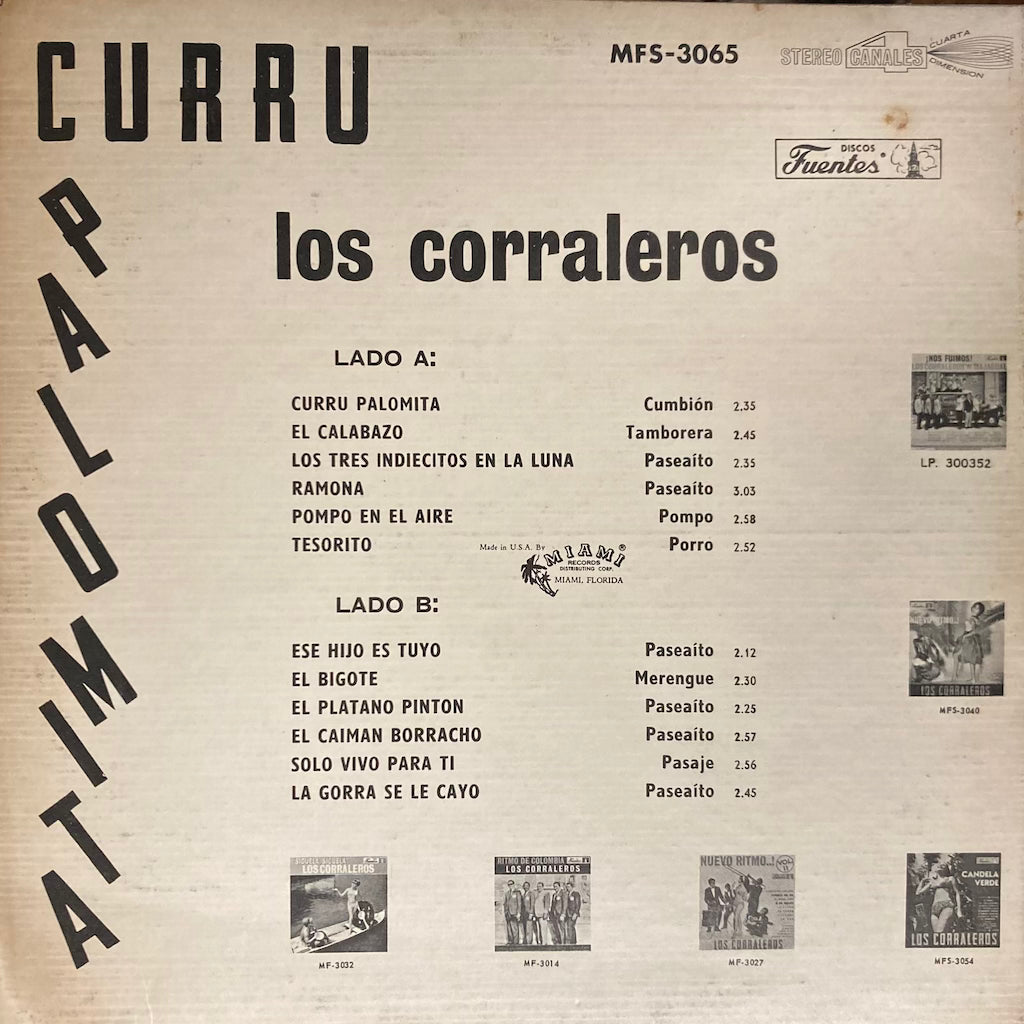 CURRU
PALOMITA
MFS-3065
STEREO 4 CANALES
CUARTA
DIMENSION
DISCOS
Fuentes
los corraleros
LADO A:
CURRU PALOMITA Cumbión 2.35
EL CALABAZO Tamborera 2.45
LOS TRES INDIECITOS EN LA LUNA Paseaíto 2.35
RAMONA Paseaíto 3.03
POMPO EN EL AIRE Pompo 2.58
TESORITO Porro 2.52
Made in U.S.A. By MIAMI®
RECORDS
DISTRIBUTING CORP.
MIAMI, FLORIDA
LADO B:
ESE HIJO ES TUYO Paseaíto 2.12
EL BIGOTE Merengue 2.30
EL PLATANO PINTON Paseaíto 2.25
EL CAIMAN BORRACHO Paseaíto 2.57
SOLO VIVO PARA TI Pasaje 2.56
LA GORRA SE LE CAYO Paseaíto 2.45
¡NOS FUIMOS!
LOS CORRALEROS
LP. 300352
LOS CORRALEROS
MFS-3040
LOS CORRALEROS
MF-3032
RITMO DE COLOMBIA
LOS CORRALEROS
MF-3014
NUEVO RITMO..!
LOS CORRALEROS
MF-3027
CANDELA
VERDE
LOS CORRALEROS
MFS-3054